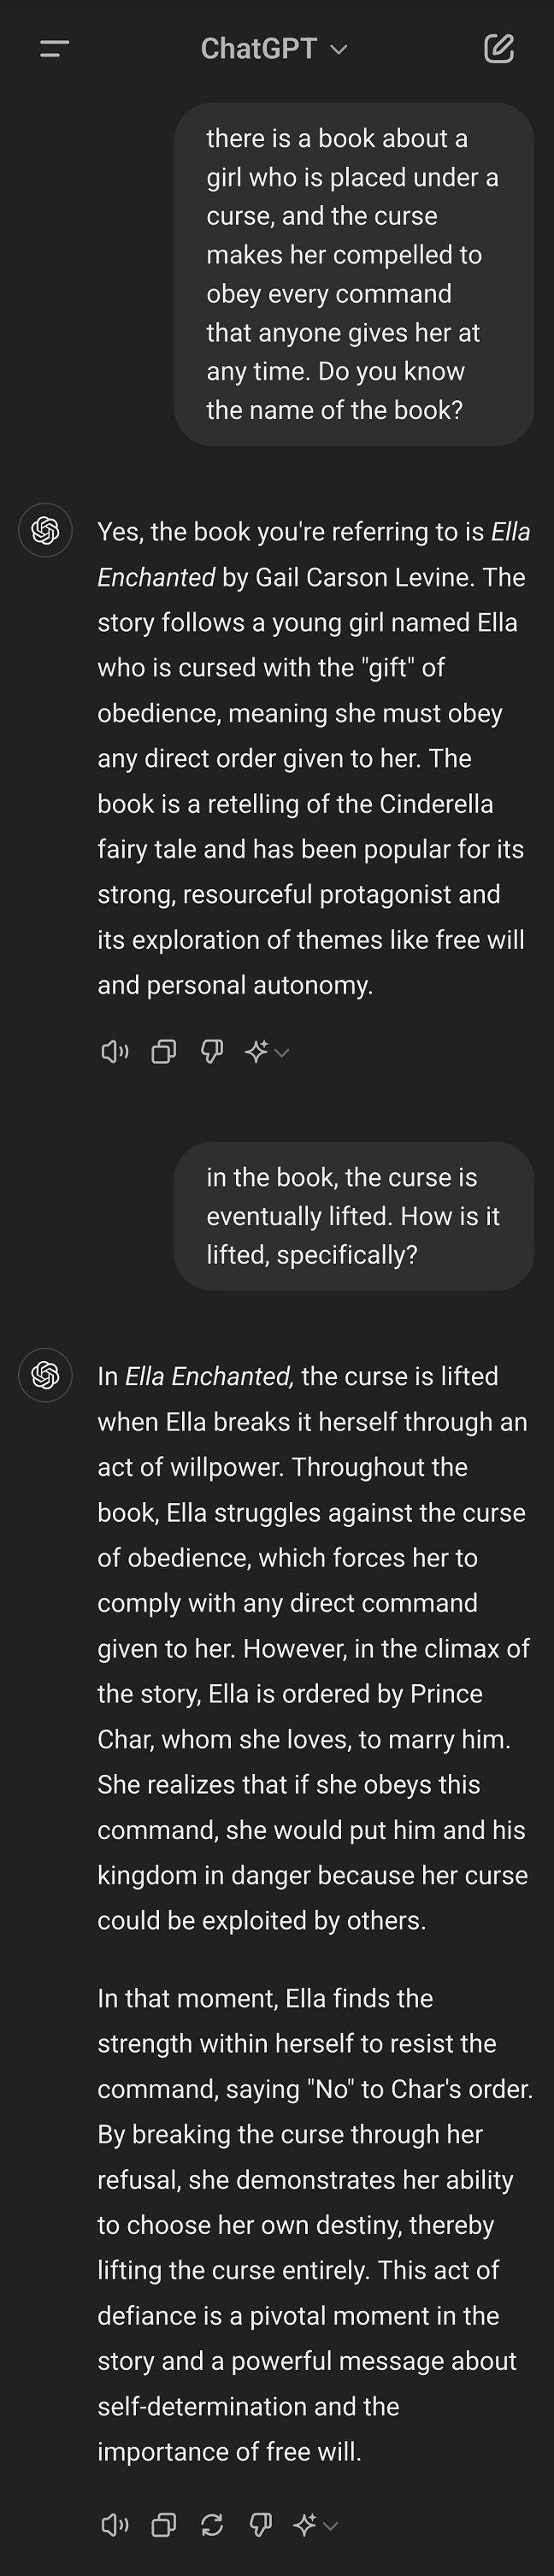 ChatGPT
there is a book about a
girl who is placed under a
curse, and the curse
makes her compelled to
obey every command
that anyone gives her at
any time. Do you know
the name of the book?
Yes, the book you're referring to is Ella
Enchanted by Gail Carson Levine. The
story follows a young girl named Ella
who is cursed with the "gift" of
obedience, meaning she must obey
any direct order given to her. The
book is a retelling of the Cinderella
fairy tale and has been popular for its
strong, resourceful protagonist and
its exploration of themes like free will
and personal autonomy.
in the book, the curse is
eventually lifted. How is it
lifted, specifically?
In Ella Enchanted, the curse is lifted
when Ella breaks it herself through an
act of willpower. Throughout the
book, Ella struggles against the curse
of obedience, which forces her to
comply with any direct command
given to her. However, in the climax of
the story, Ella is ordered by Prince
Char, whom she loves, to marry him.
She realizes that if she obeys this
command, she would put him and his
kingdom in danger because her curse
could be exploited by others.
In that moment, Ella finds the
strength within herself to resist the
command, saying "No" to Char's order.
By breaking the curse through her
refusal, she demonstrates her ability
to choose her own destiny, thereby
lifting the curse entirely. This act of
defiance is a pivotal moment in the
story and a powerful message about
self-determination and the
importance of free will.